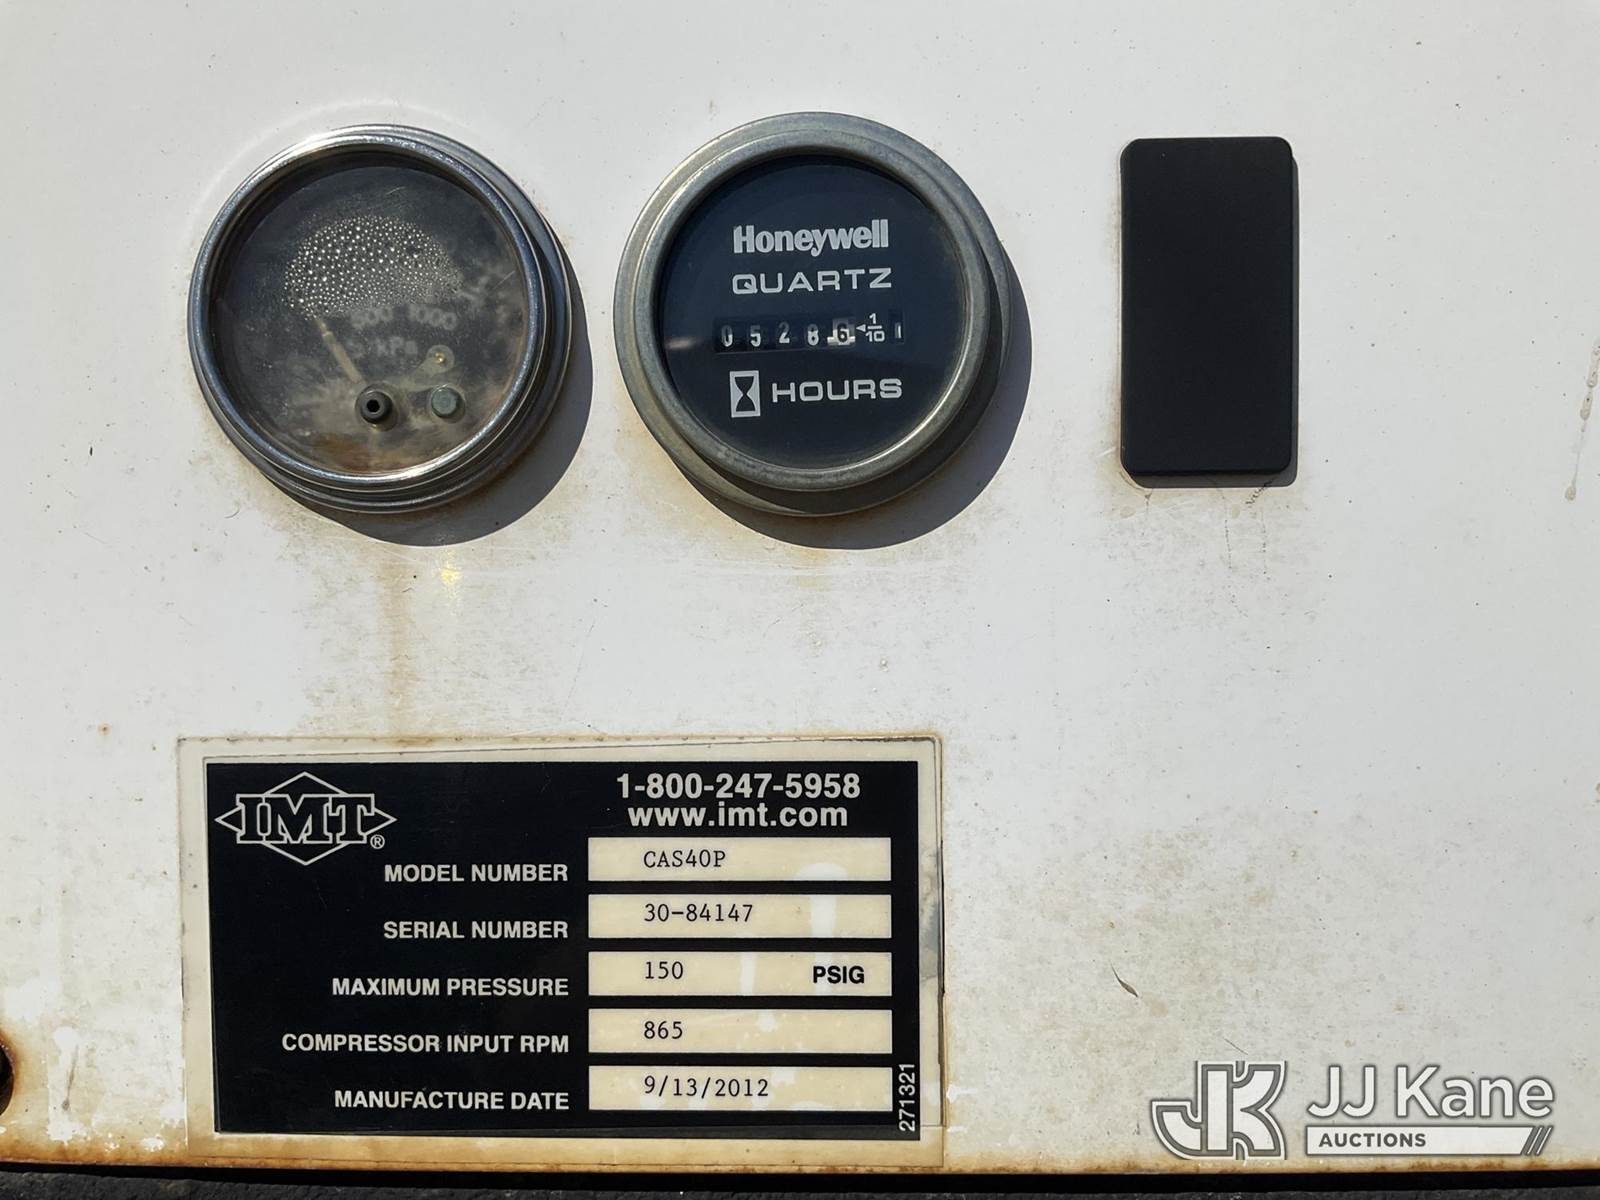 500 1000
kPa
Honeywell
QUARTZ
0 5 2 8 6 1/10
HOURS
IMT®
1-800-247-5958
www.imt.com
MODEL NUMBER CAS40P
SERIAL NUMBER 30-84147
MAXIMUM PRESSURE 150 PSIG
COMPRESSOR INPUT RPM 865
MANUFACTURE DATE 9/13/2012
271321
JK JJ Kane
AUCTIONS